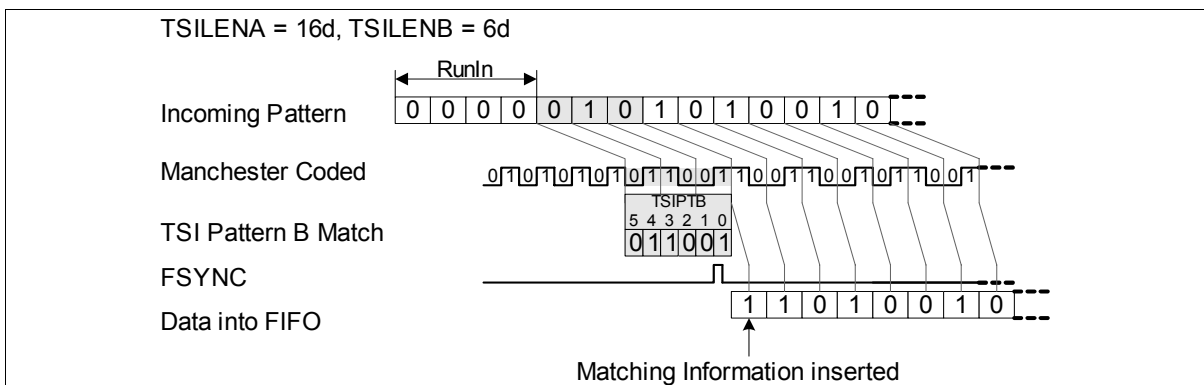 TSILENA = 16d, TSILENB = 6d
RunIn
Incoming Pattern 0 0 0 0 0 1 0 1 0 1 0 0 1 0
Manchester Coded 0 1 0 1 0 1 0 1 0 1 1 0 0 1 1 0 0 1 1 0 0 1 0 1 1 0 0 1
TSIPTB
5 4 3 2 1 0
TSI Pattern B Match 0 1 1 0 0 1
FSYNC
Data into FIFO 1 1 0 1 0 0 1 0
Matching Information inserted